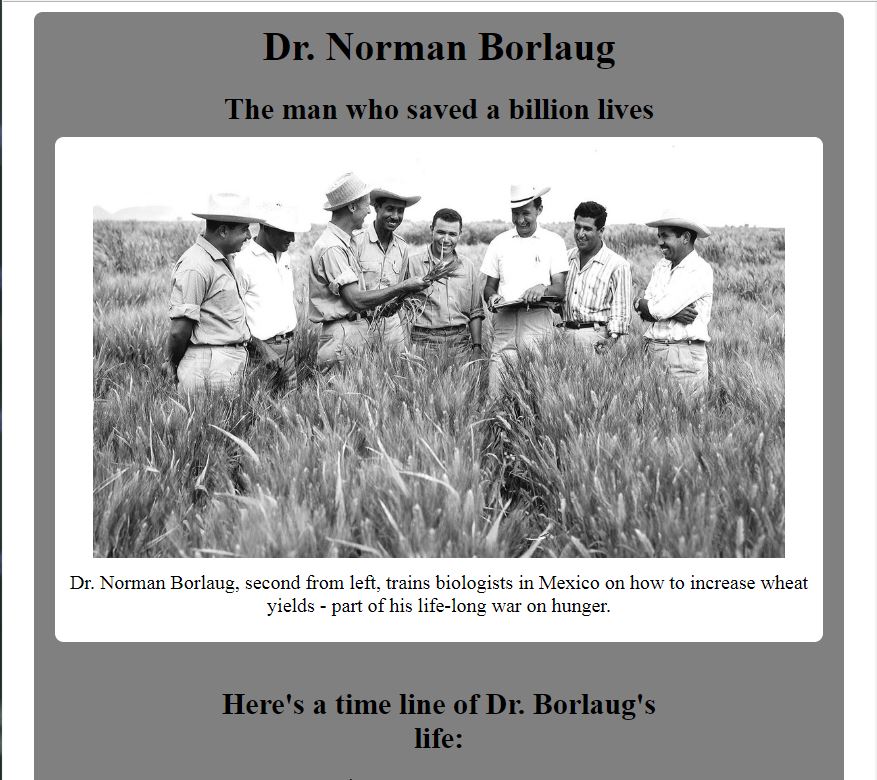 Dr. Norman Borlaug
The man who saved a billion lives
Dr. Norman Borlaug, second from left, trains biologists in Mexico on how to increase wheat
yields - part of his life-long war on hunger.
Here's a time line of Dr. Borlaug's
life: